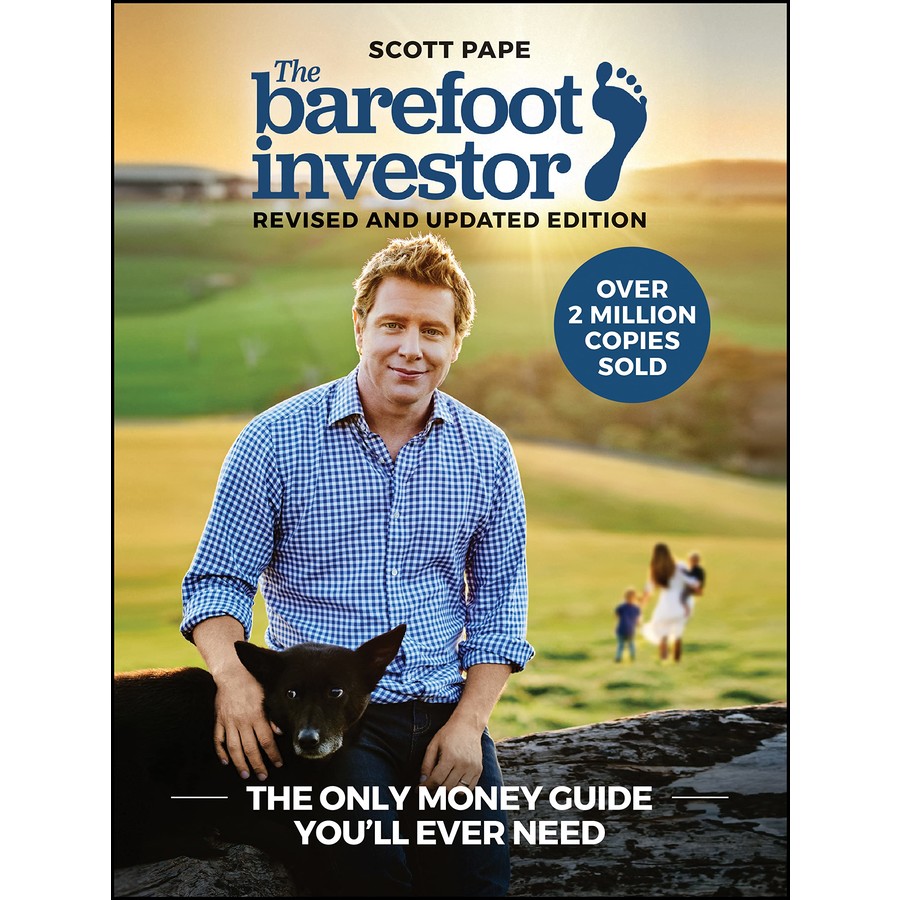 SCOTT PAPE
The
barefoot
investor
REVISED AND UPDATED EDITION
OVER
2 MILLION
COPIES
SOLD
THE ONLY MONEY GUIDE
YOU'LL EVER NEED